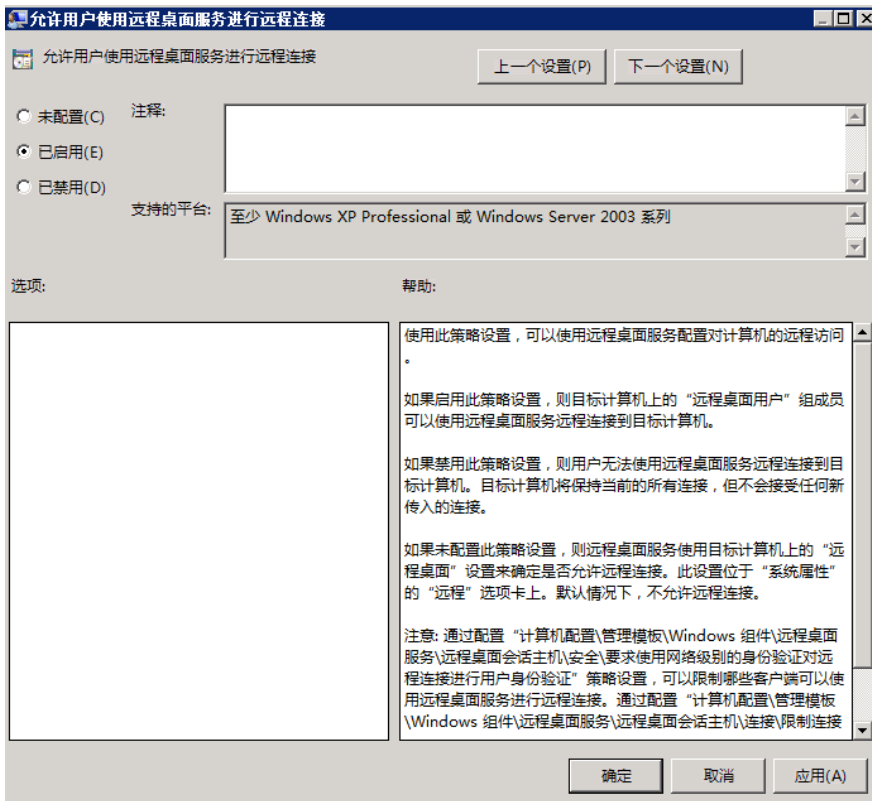 允许用户使用远程桌面服务进行远程连接
允许用户使用远程桌面服务进行远程连接
上一个设置(P)
下一个设置(N)
未配置(C)
注释:
已启用(E)
已禁用(D)
支持的平台:
至少 Windows XP Professional 或 Windows Server 2003 系列
选项:
帮助:
使用此策略设置，可以使用远程桌面服务配置对计算机的远程访问
。
如果启用此策略设置，则目标计算机上的“远程桌面用户”组成员
可以使用远程桌面服务远程连接到目标计算机。
如果禁用此策略设置，则用户无法使用远程桌面服务远程连接到目
标计算机。目标计算机将保持当前的所有连接，但不会接受任何新
传入的连接。
如果未配置此策略设置，则远程桌面服务使用目标计算机上的“远
程桌面”设置来确定是否允许远程连接。此设置位于“系统属性”
的“远程”选项卡上。默认情况下，不允许远程连接。
注意: 通过配置“计算机配置\管理模板\Windows 组件\远程桌面
服务\远程桌面会话主机\安全\要求使用网络级别的身份验证对远
程连接进行用户身份验证”策略设置，可以限制哪些客户端可以使
用远程桌面服务进行远程连接。通过配置“计算机配置\管理模板
\Windows 组件\远程桌面服务\远程桌面会话主机\连接\限制连接
确定
取消
应用(A)